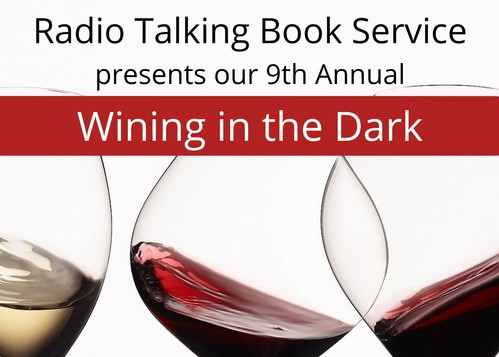 Radio Talking Book Service
presents our 9th Annual
Wining in the Dark